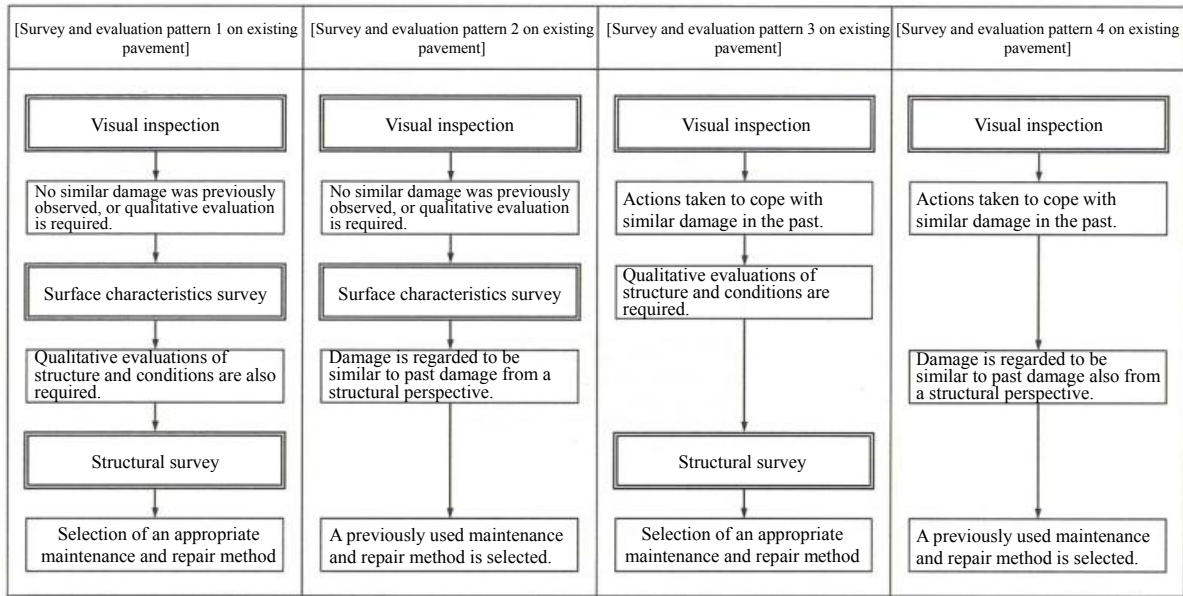 [Survey and evaluation pattern 1 on existing
pavement]
[Survey and evaluation pattern 2 on existing
pavement]
[Survey and evaluation pattern 3 on existing
pavement]
[Survey and evaluation pattern 4 on existing
pavement]
Visual inspection
No similar damage was previously
observed, or qualitative evaluation
is required.
Surface characteristics survey
Qualitative evaluations of
structure and conditions are also
required.
Structural survey
Selection of an appropriate
maintenance and repair method
Visual inspection
No similar damage was previously
observed, or qualitative evaluation
is required.
Surface characteristics survey
Damage is regarded to be
similar to past damage from a
structural perspective.
A previously used maintenance
and repair method is selected.
Visual inspection
Actions taken to cope with
similar damage in the past.
Qualitative evaluations of
structure and conditions are
required.
Structural survey
Selection of an appropriate
maintenance and repair method
Visual inspection
Actions taken to cope with
similar damage in the past.
Damage is regarded to be
similar to past damage also from
a structural perspective.
A previously used maintenance
and repair method is selected.